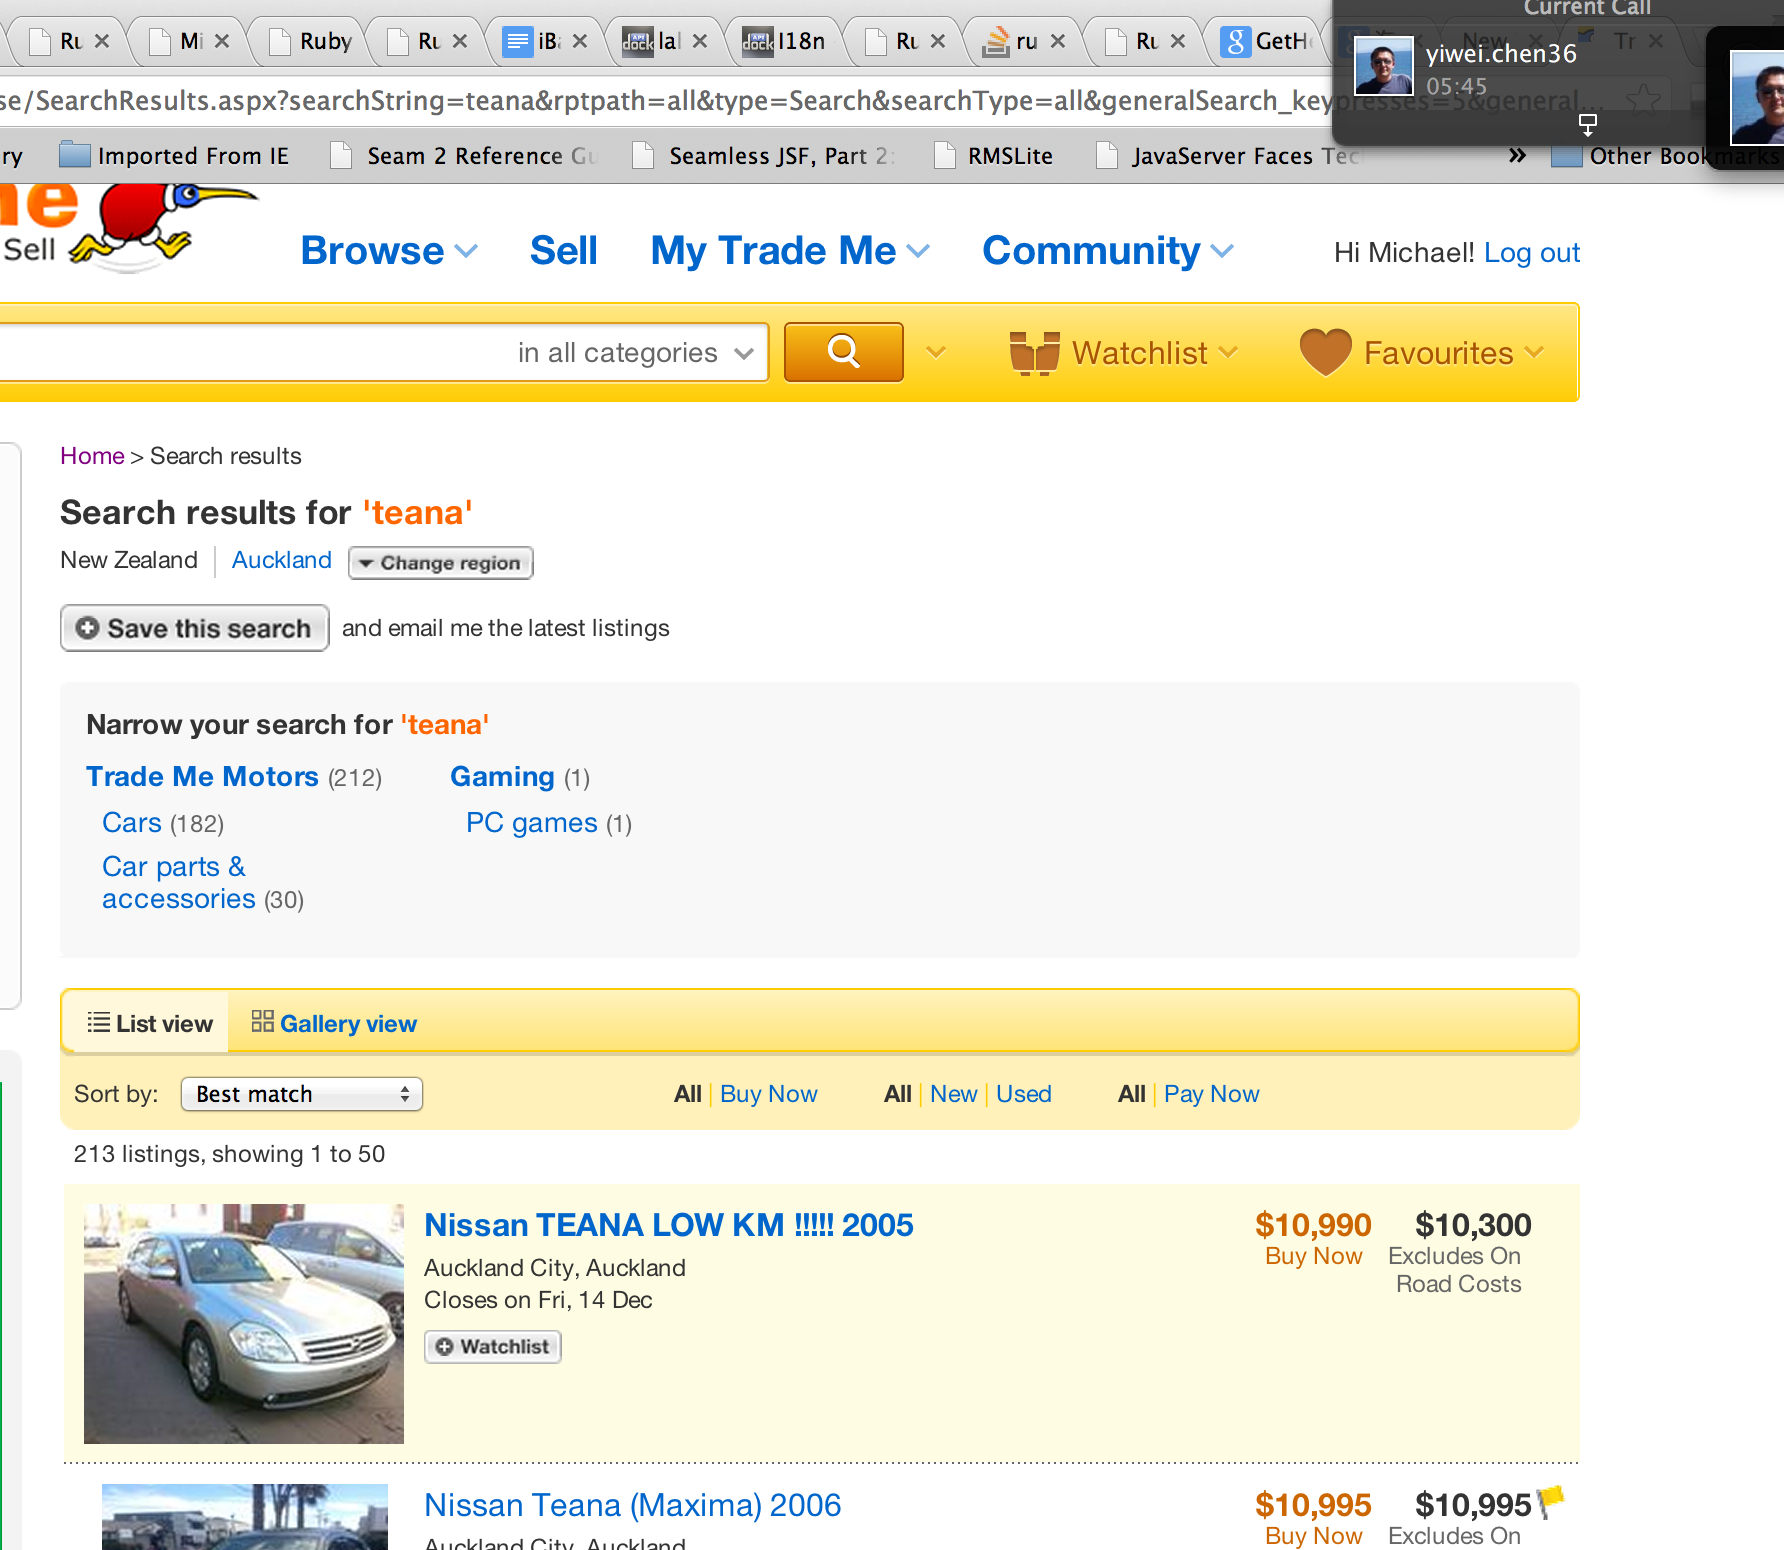 Current Call
yiwei.chen36
05:45
Ru
Mi
Ruby
Ru
iBa
lal
I18n
Ru
ru
Ru
GetHe
New
Tr
se/SearchResults.aspx?searchString=teana&rptpath=all&type=Search&searchType=all&generalSearch_keypresses=5&general...
ry
Imported From IE
Seam 2 Reference Gu
Seamless JSF, Part 2:
RMSLite
JavaServer Faces Tec
»
Other Bookmarks
me
Sell
Browse
Sell
My Trade Me
Community
Hi Michael! Log out
in all categories
Watchlist
Favourites
Home > Search results
Search results for 'teana'
New Zealand | Auckland Change region
Save this search and email me the latest listings
Narrow your search for 'teana'
Trade Me Motors (212)
Cars (182)
Car parts &
accessories (30)
Gaming (1)
PC games (1)
List view
Gallery view
Sort by: Best match
All | Buy Now
All | New | Used
All | Pay Now
213 listings, showing 1 to 50
Nissan TEANA LOW KM !!!!! 2005
Auckland City, Auckland
Closes on Fri, 14 Dec
Watchlist
$10,990
Buy Now
$10,300
Excludes On
Road Costs
Nissan Teana (Maxima) 2006
Auckland City, Auckland
$10,995
Buy Now
$10,995
Excludes On